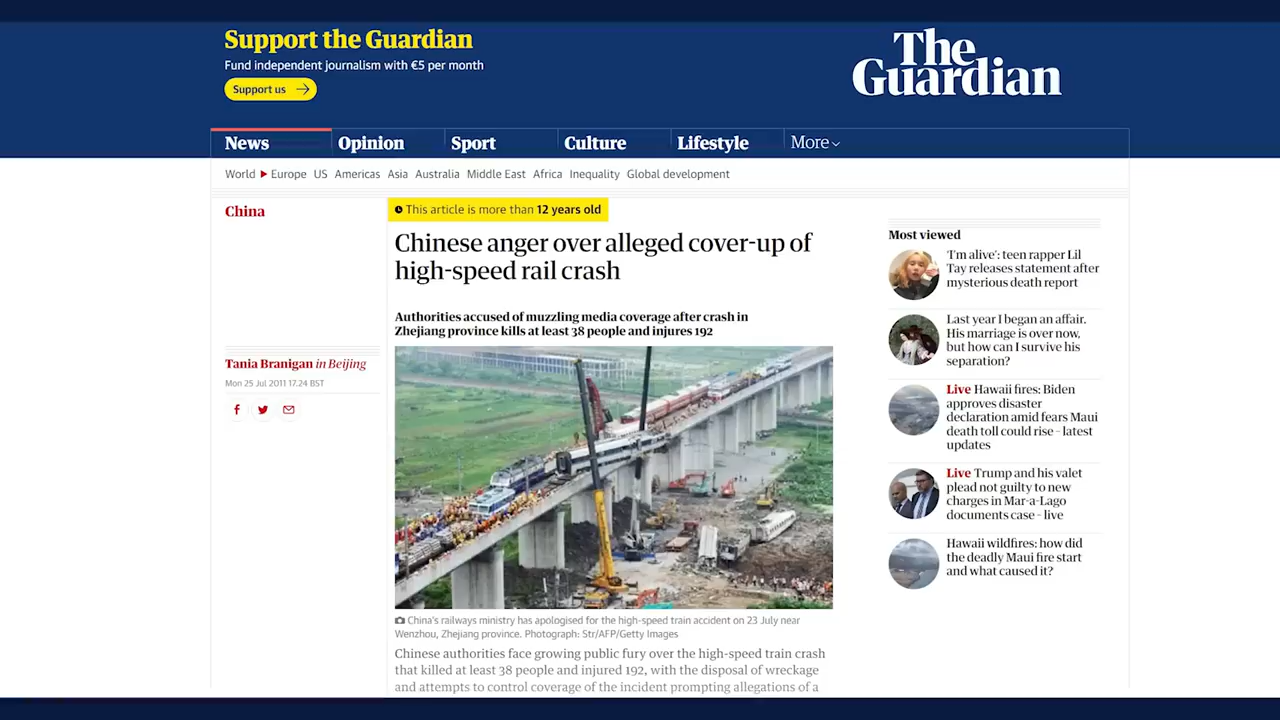 Support the Guardian
Fund independent journalism with €5 per month
Support us
The
Guardian
News
Opinion
Sport
Culture
Lifestyle
More
World
Europe
US
Americas
Asia
Australia
Middle East
Africa
Inequality
Global development
China
This article is more than 12 years old
Chinese anger over alleged cover-up of
high-speed rail crash
Authorities accused of muzzling media coverage after crash in
Zhejiang province kills at least 38 people and injures 192
Tania Branigan in Beijing
Mon 25 Jul 2011 17.24 BST
China's railways ministry has apologised for the high-speed train accident on 23 July near
Wenzhou, Zhejiang province. Photograph: Str/AFP/Getty Images
Chinese authorities face growing public fury over the high-speed train crash
that killed at least 38 people and injured 192, with the disposal of wreckage
and attempts to control coverage of the incident prompting allegations of a
Most viewed
'I'm alive': teen rapper Lil
Tay releases statement after
mysterious death report
Last year I began an affair.
His marriage is over now,
but how can I survive his
separation?
Live Hawaii fires: Biden
approves disaster
declaration amid fears Maui
death toll could rise – latest
updates
Live Trump and his valet
plead not guilty to new
charges in Mar-a-Lago
documents case – live
Hawaii wildfires: how did
the deadly Maui fire start
and what caused it?